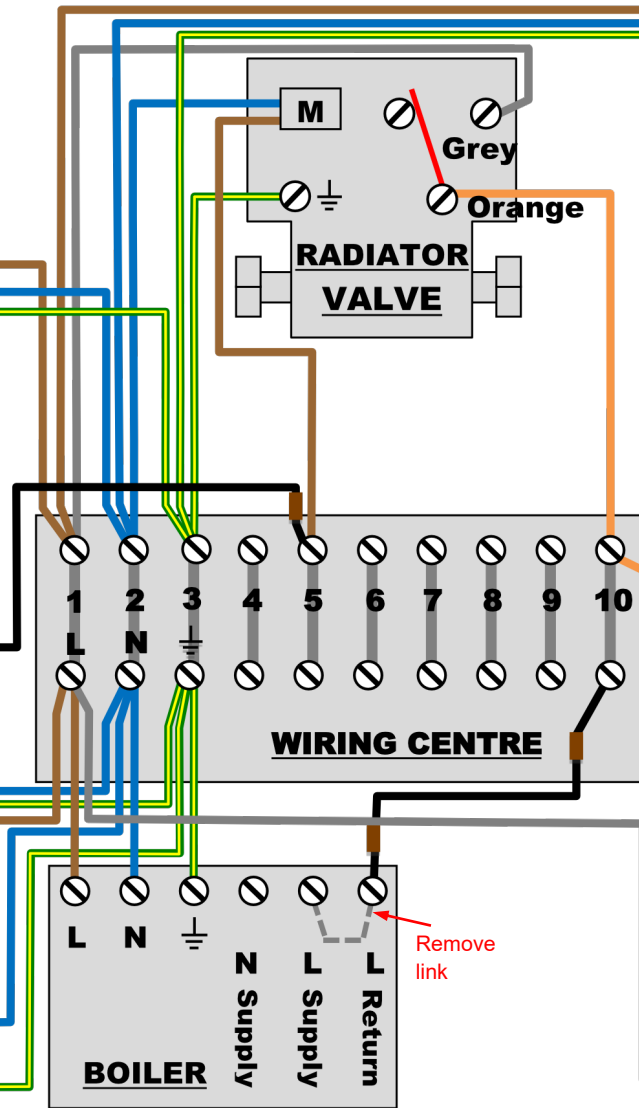 M
Grey
Orange
RADIATOR
VALVE
1 2 3 4 5 6 7 8 9 10
L N
WIRING CENTRE
L N
N Supply
L Supply
L Return
Remove
link
BOILER